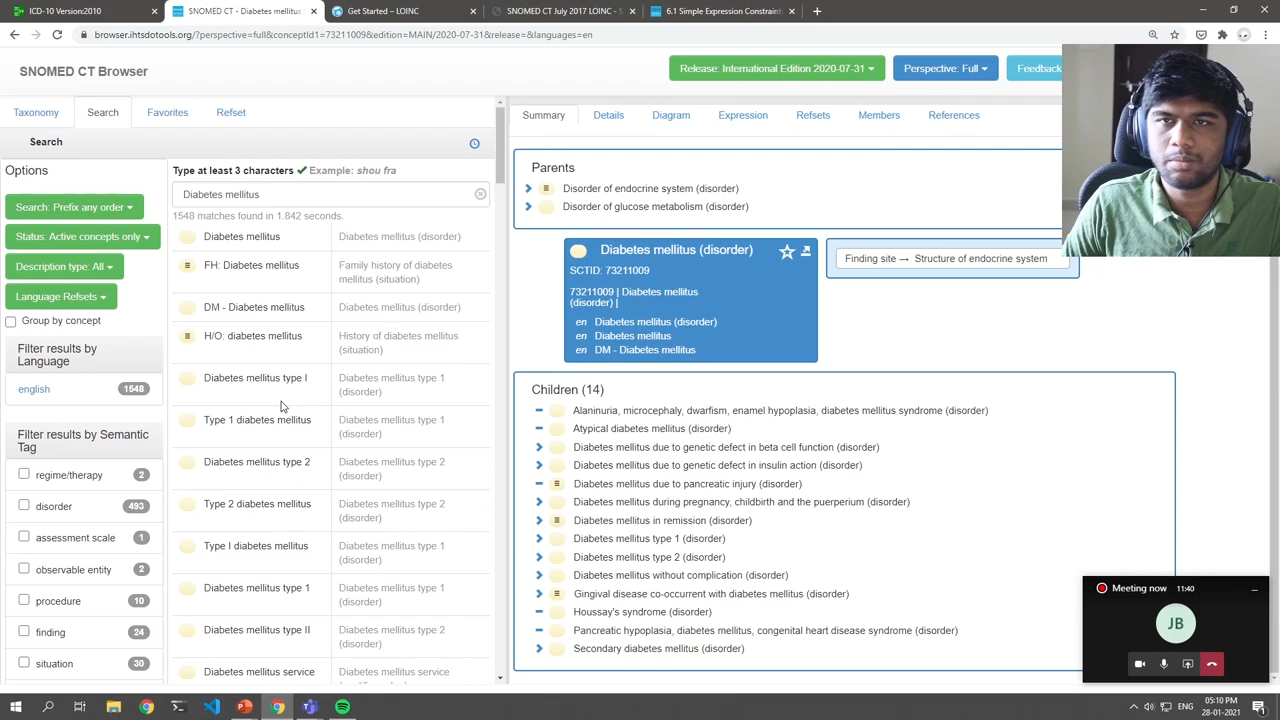 ICD-10 Version:2010
SNOMED CT - Diabetes mellitus
Get Started – LOINC
SNOMED CT July 2017 LOINC - S
6.1 Simple Expression Constraint
browser.ihtsdotools.org/?perspective=full&conceptId1=73211009&edition=MAIN/2020-07-31&release=&languages=en
SNOMED CT Browser
Release: International Edition 2020-07-31
Perspective: Full
Feedback
Taxonomy
Search
Favorites
Refset
Search
Options
Search: Prefix any order
Status: Active concepts only
Description type: All
Language Refsets
Group by concept
Filter results by
Language
english 1548
Filter results by Semantic
Tag
regime/therapy 2
disorder 493
assessment scale 1
observable entity 2
procedure 10
finding 24
situation 30
Type at least 3 characters ✔ Example: shou fra
Diabetes mellitus
1548 matches found in 1.842 seconds.
Diabetes mellitus Diabetes mellitus (disorder)
FH: Diabetes mellitus Family history of diabetes
mellitus (situation)
DM - Diabetes mellitus Diabetes mellitus (disorder)
H/O: diabetes mellitus History of diabetes mellitus
(situation)
Diabetes mellitus type I Diabetes mellitus type 1
(disorder)
Type 1 diabetes mellitus Diabetes mellitus type 1
(disorder)
Diabetes mellitus type 2 Diabetes mellitus type 2
(disorder)
Type 2 diabetes mellitus Diabetes mellitus type 2
(disorder)
Type I diabetes mellitus Diabetes mellitus type 1
(disorder)
Diabetes mellitus type 1 Diabetes mellitus type 1
(disorder)
Diabetes mellitus type II Diabetes mellitus type 2
(disorder)
Diabetes mellitus service Diabetes mellitus service
Summary
Details
Diagram
Expression
Refsets
Members
References
Parents
Disorder of endocrine system (disorder)
Disorder of glucose metabolism (disorder)
Diabetes mellitus (disorder)
SCTID: 73211009
73211009 | Diabetes mellitus
(disorder) |
en Diabetes mellitus (disorder)
en Diabetes mellitus
en DM - Diabetes mellitus
Finding site → Structure of endocrine system
Children (14)
Alaninuria, microcephaly, dwarfism, enamel hypoplasia, diabetes mellitus syndrome (disorder)
Atypical diabetes mellitus (disorder)
Diabetes mellitus due to genetic defect in beta cell function (disorder)
Diabetes mellitus due to genetic defect in insulin action (disorder)
Diabetes mellitus due to pancreatic injury (disorder)
Diabetes mellitus during pregnancy, childbirth and the puerperium (disorder)
Diabetes mellitus in remission (disorder)
Diabetes mellitus type 1 (disorder)
Diabetes mellitus type 2 (disorder)
Diabetes mellitus without complication (disorder)
Gingival disease co-occurrent with diabetes mellitus (disorder)
Houssay's syndrome (disorder)
Pancreatic hypoplasia, diabetes mellitus, congenital heart disease syndrome (disorder)
Secondary diabetes mellitus (disorder)
Meeting now 11:40
JB
ENG
05:10 PM
28-01-2021